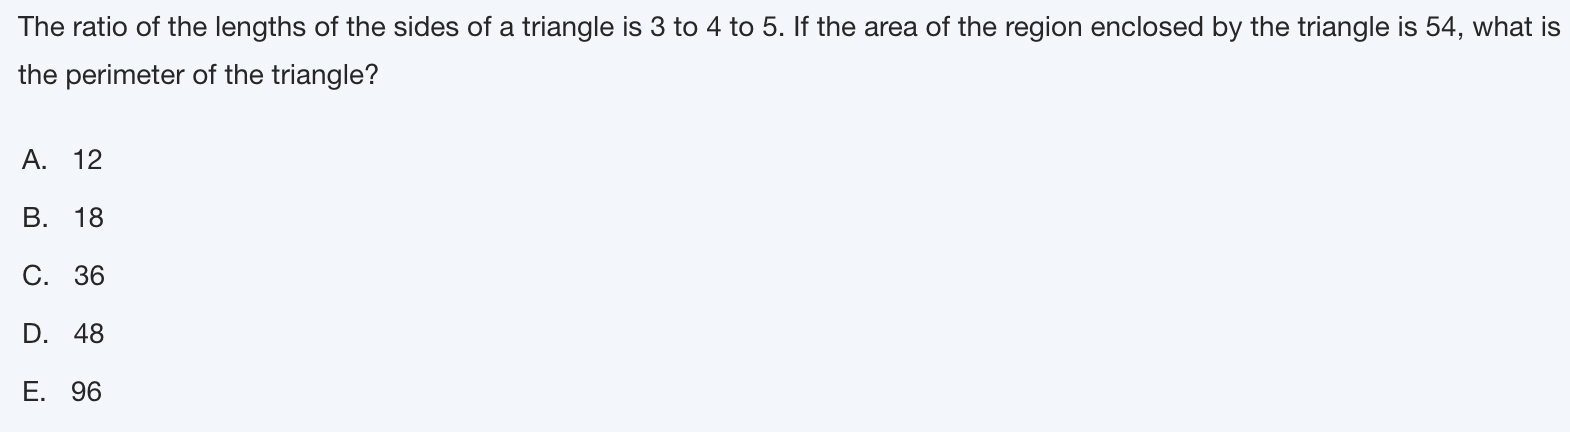 The ratio of the lengths of the sides of a triangle is 3 to 4 to 5. If the area of the region enclosed by the triangle is 54, what is
the perimeter of the triangle?
A. 12
B. 18
C. 36
D. 48
E. 96